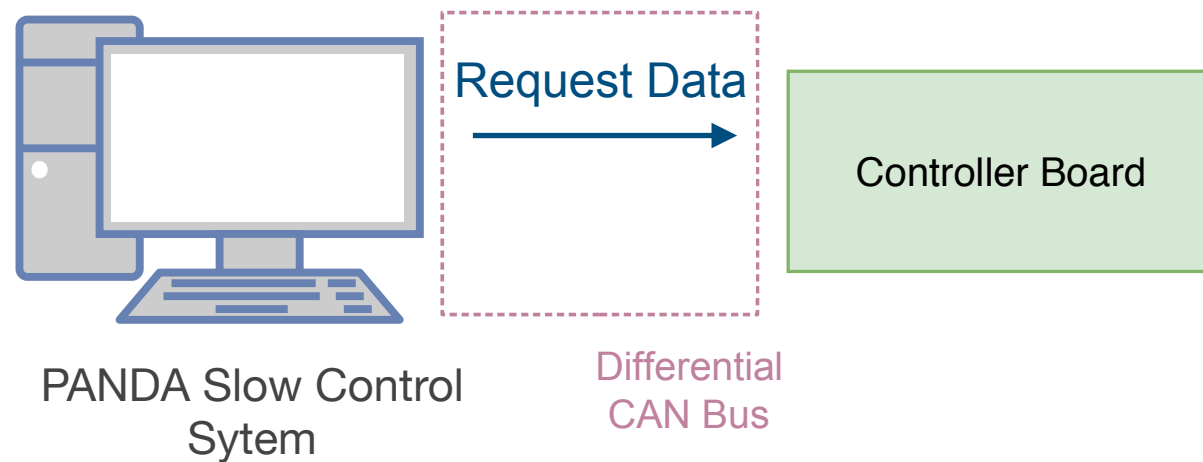 Request Data
Controller Board
PANDA Slow Control
Sytem
Differential
CAN Bus